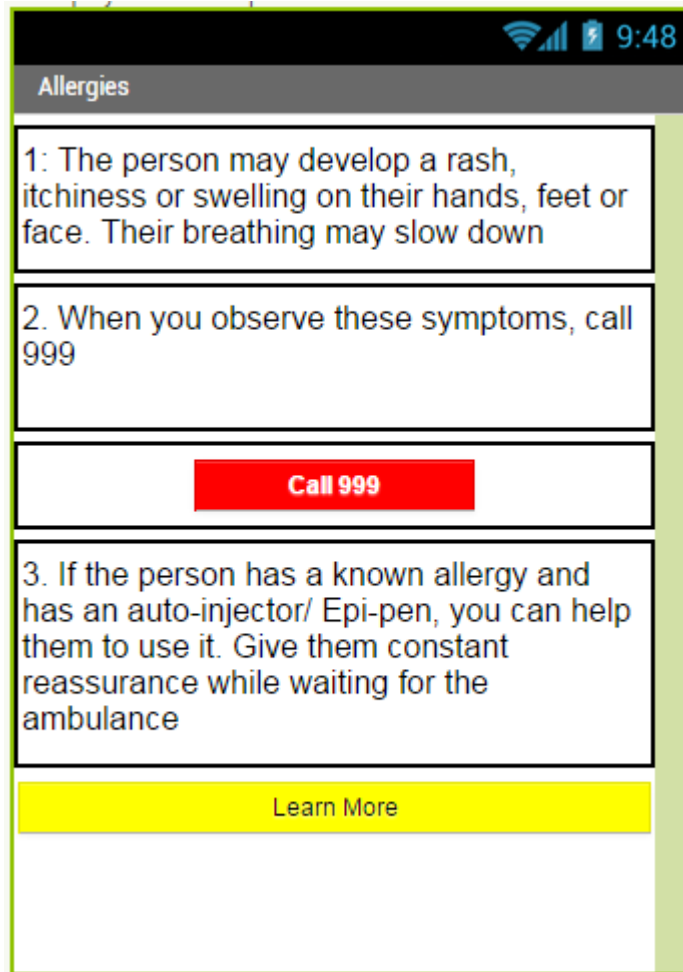 9:48
Allergies
1: The person may develop a rash,
itchiness or swelling on their hands, feet or
face. Their breathing may slow down
2. When you observe these symptoms, call
999
Call 999
3. If the person has a known allergy and
has an auto-injector/ Epi-pen, you can help
them to use it. Give them constant
reassurance while waiting for the
ambulance
Learn More